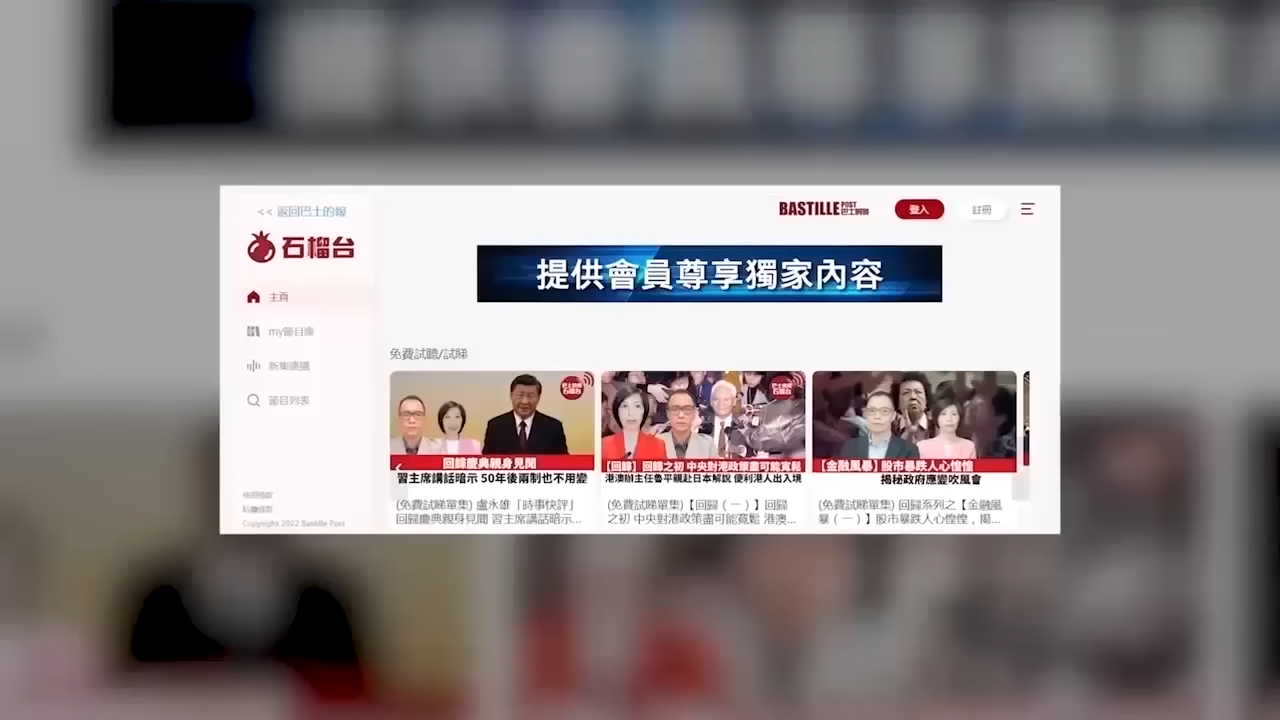 << 返回巴士的報
石榴台
主頁
my節目庫
新集連播
節目列表
Copyright 2022 Bastille Post
BASTILLE POST 巴士的報
登入
註冊
提供會員尊享獨家內容
免費試聽/試睇
回歸慶典親身見聞
習主席講話暗示 50年後兩制也不用變
(免費試睇單集) 盧永雄「時事快評」
回歸慶典親身見聞 習主席講話暗示...
【回歸】回歸之初 中央對港政策盡可能寬鬆
港澳辦主任魯平親赴日本解說 便利港人出入境
(免費試睇單集)【回歸（一）】回歸
之初 中央對港政策盡可能寬鬆 港澳...
【金融風暴】股市暴跌人心惶惶
揭秘政府應變吹風會
(免費試睇單集) 回歸系列之【金融風
暴（一）】股市暴跌人心惶惶，揭...